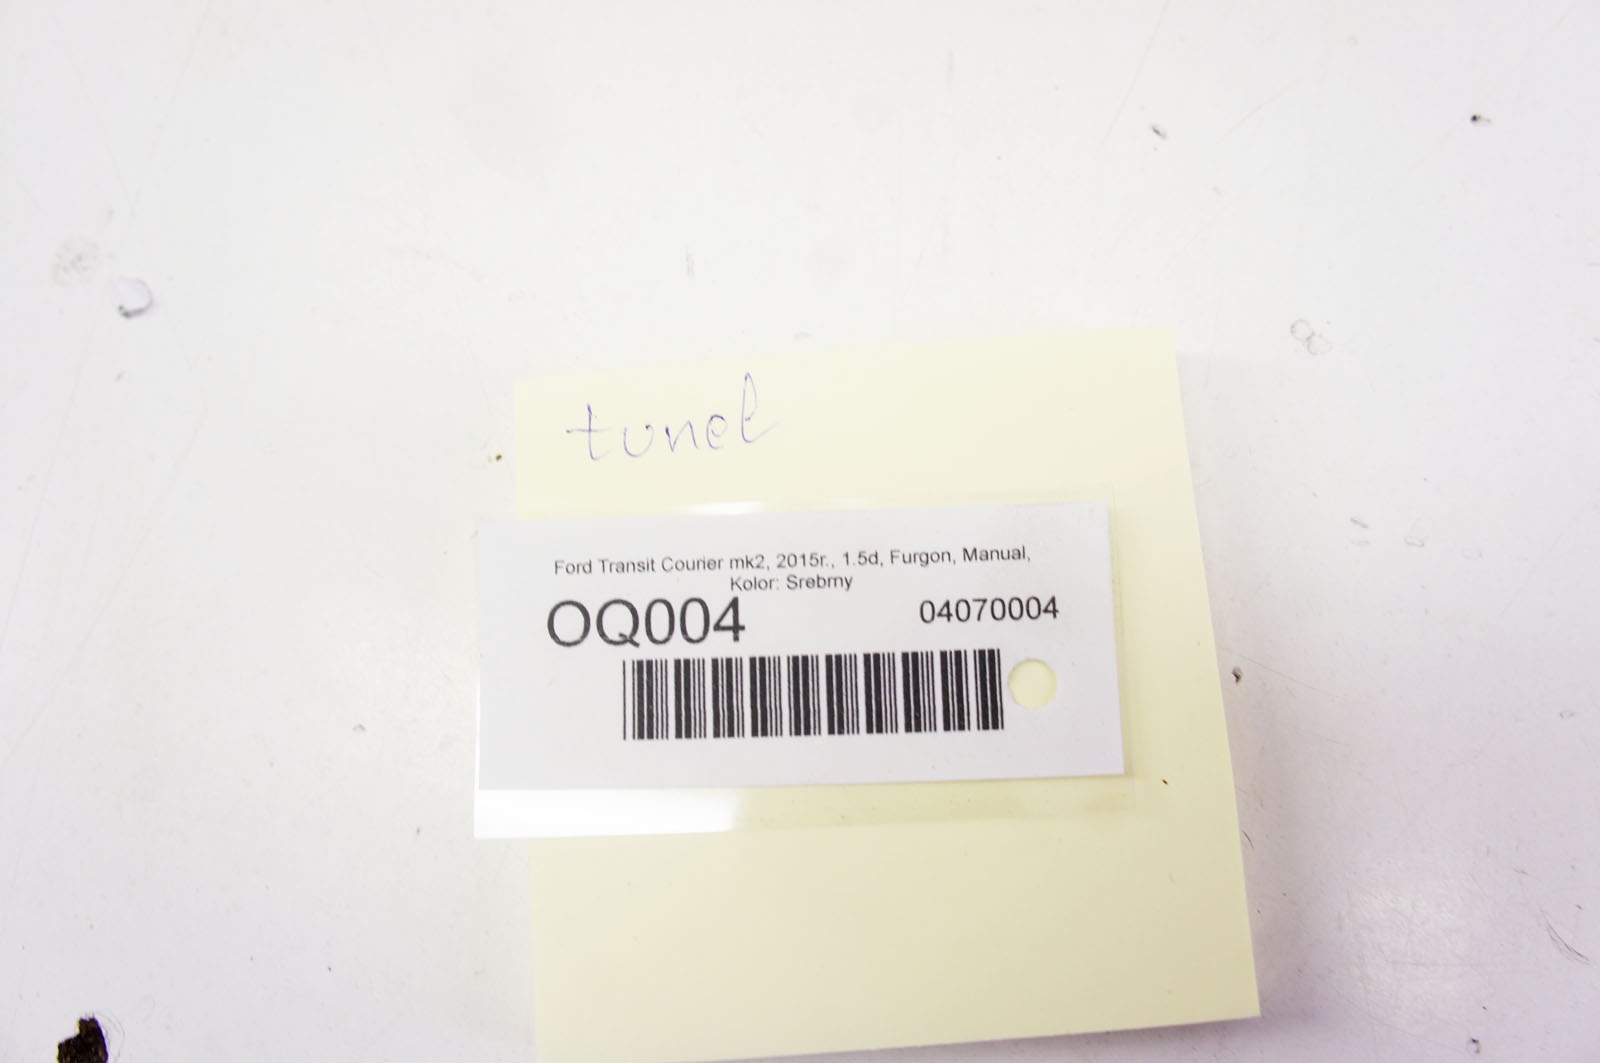 tunel
Ford Transit Courier mk2, 2015r., 1.5d, Furgon, Manual,
Kolor: Srebrny
OQ004 04070004